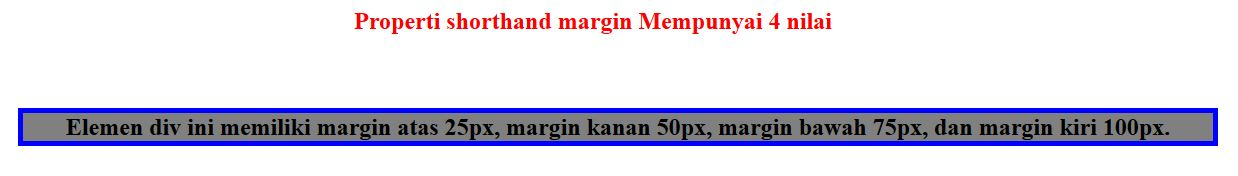 Properti shorthand margin Mempunyai 4 nilai
Elemen div ini memiliki margin atas 25px, margin kanan 50px, margin bawah 75px, dan margin kiri 100px.